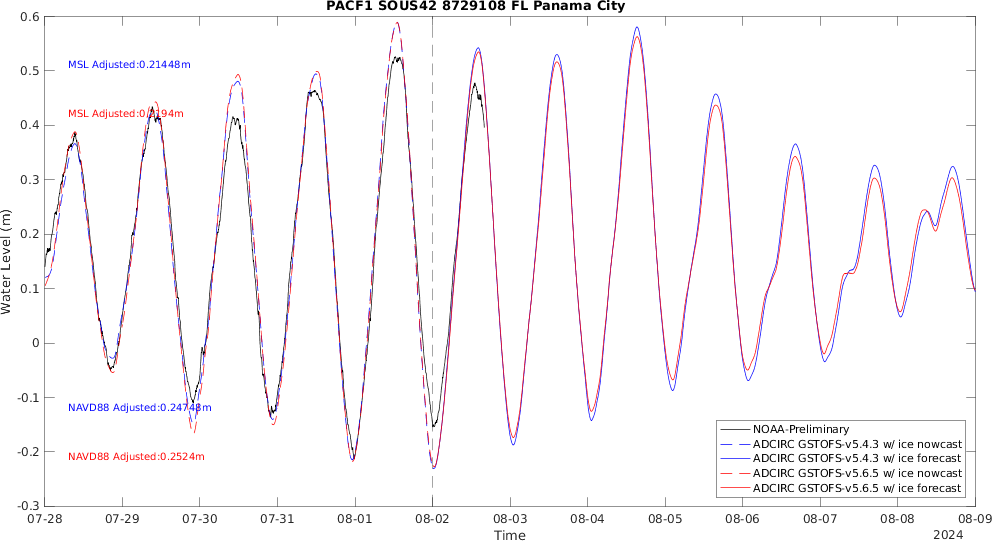 PACF1 SOUS42 8729108 FL Panama City
0.6
0.5
0.4
0.3
0.2
0.1
0
-0.1
-0.2
-0.3
Water Level (m)
MSL Adjusted:0.21448m
MSL Adjusted:0.2194m
NAVD88 Adjusted:0.24748m
NAVD88 Adjusted:0.2524m
NOAA-Preliminary
ADCIRC GSTOFS-v5.4.3 w/ ice nowcast
ADCIRC GSTOFS-v5.4.3 w/ ice forecast
ADCIRC GSTOFS-v5.6.5 w/ ice nowcast
ADCIRC GSTOFS-v5.6.5 w/ ice forecast
07-28 07-29 07-30 07-31 08-01 08-02 08-03 08-04 08-05 08-06 08-07 08-08 08-09
Time
2024